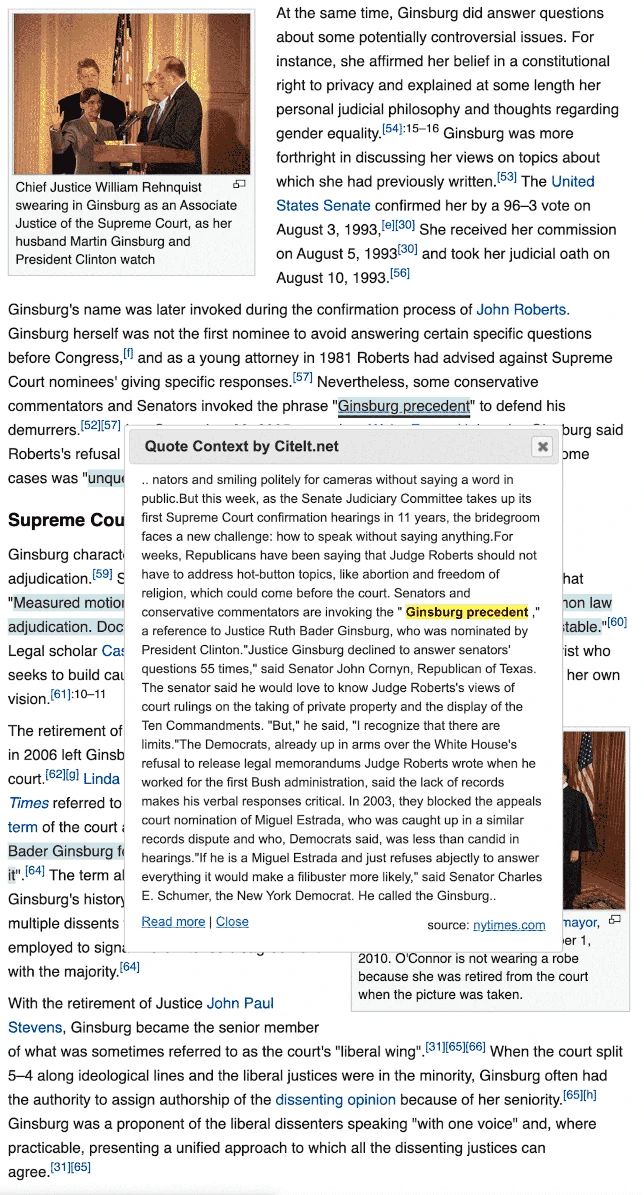 At the same time, Ginsburg did answer questions
about some potentially controversial issues. For
instance, she affirmed her belief in a constitutional
right to privacy and explained at some length her
personal judicial philosophy and thoughts regarding
gender equality.[54]:15–16 Ginsburg was more
forthright in discussing her views on topics about
which she had previously written.[53] The United
States Senate confirmed her by a 96–3 vote on
August 3, 1993,[e][30] She received her commission
on August 5, 1993[30] and took her judicial oath on
August 10, 1993.[56]
Chief Justice William Rehnquist
swearing in Ginsburg as an Associate
Justice of the Supreme Court, as her
husband Martin Ginsburg and
President Clinton watch
Ginsburg's name was later invoked during the confirmation process of John Roberts.
Ginsburg herself was not the first nominee to avoid answering certain specific questions
before Congress,[f] and as a young attorney in 1981 Roberts had advised against Supreme
Court nominees' giving specific responses.[57] Nevertheless, some conservative
commentators and Senators invoked the phrase "Ginsburg precedent" to defend his
demurrers.[52][57] burg said
Roberts's refusal ome
cases was "unque
Quote Context by CiteIt.net
.. nators and smiling politely for cameras without saying a word in
public.But this week, as the Senate Judiciary Committee takes up its
first Supreme Court confirmation hearings in 11 years, the bridegroom
faces a new challenge: how to speak without saying anything.For
weeks, Republicans have been saying that Judge Roberts should not
have to address hot-button topics, like abortion and freedom of
religion, which could come before the court. Senators and
conservative commentators are invoking the " Ginsburg precedent ,"
a reference to Justice Ruth Bader Ginsburg, who was nominated by
President Clinton."Justice Ginsburg declined to answer senators'
questions 55 times," said Senator John Cornyn, Republican of Texas.
The senator said he would love to know Judge Roberts's views of
court rulings on the taking of private property and the display of the
Ten Commandments. "But," he said, "I recognize that there are
limits."The Democrats, already up in arms over the White House's
refusal to release legal memorandums Judge Roberts wrote when he
worked for the first Bush administration, said the lack of records
makes his verbal responses critical. In 2003, they blocked the appeals
court nomination of Miguel Estrada, who was caught up in a similar
records dispute and who, Democrats said, was less than candid in
hearings."If he is a Miguel Estrada and just refuses abjectly to answer
everything it would make a filibuster more likely," said Senator Charles
E. Schumer, the New York Democrat. He called the Ginsburg..
Read more | Close source: nytimes.com
Supreme Cou
Ginsburg charact
adjudication.[59] S hat
"Measured motion non law
adjudication. Doc stable."[60]
Legal scholar Cas ist who
seeks to build cau her own
vision.[61]:10–11
The retirement of
in 2006 left Ginsb
court.[62][g] Linda
Times referred to
term of the court a
Bader Ginsburg fo
it".[64] The term al
Ginsburg's history
multiple dissents
employed to signa
with the majority.[64]
mayor,
er 1,
2010. O'Connor is not wearing a robe
because she was retired from the court
when the picture was taken.
With the retirement of Justice John Paul
Stevens, Ginsburg became the senior member
of what was sometimes referred to as the court's "liberal wing".[31][65][66] When the court split
5–4 along ideological lines and the liberal justices were in the minority, Ginsburg often had
the authority to assign authorship of the dissenting opinion because of her seniority.[65][h]
Ginsburg was a proponent of the liberal dissenters speaking "with one voice" and, where
practicable, presenting a unified approach to which all the dissenting justices can
agree.[31][65]